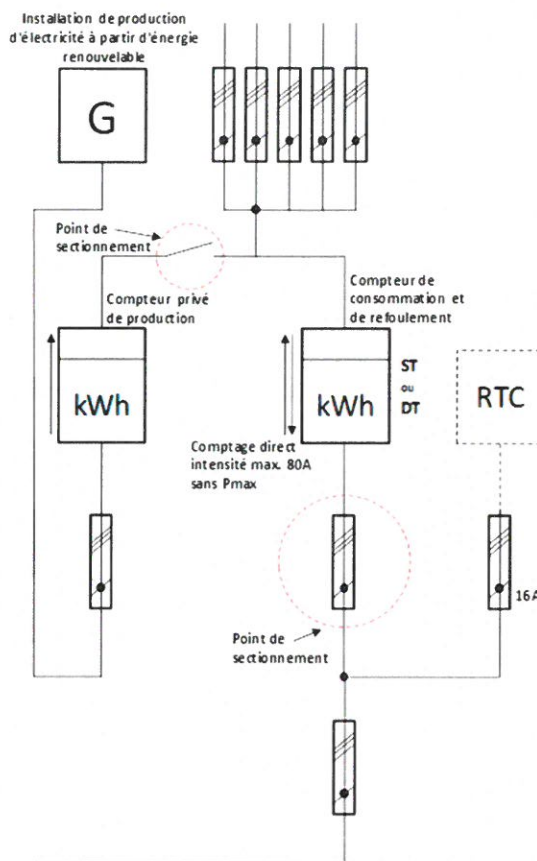 Installation de production
d'électricité à partir d'énergie
renouvelable
G
Point de
sectionnement
Compteur privé
de production
Compteur de
consommation et
de refoulement
kWh
kWh
ST
ou
DT
RTC
Comptage direct
intensité max. 80A
sans Pmax
16A
Point de
sectionnement